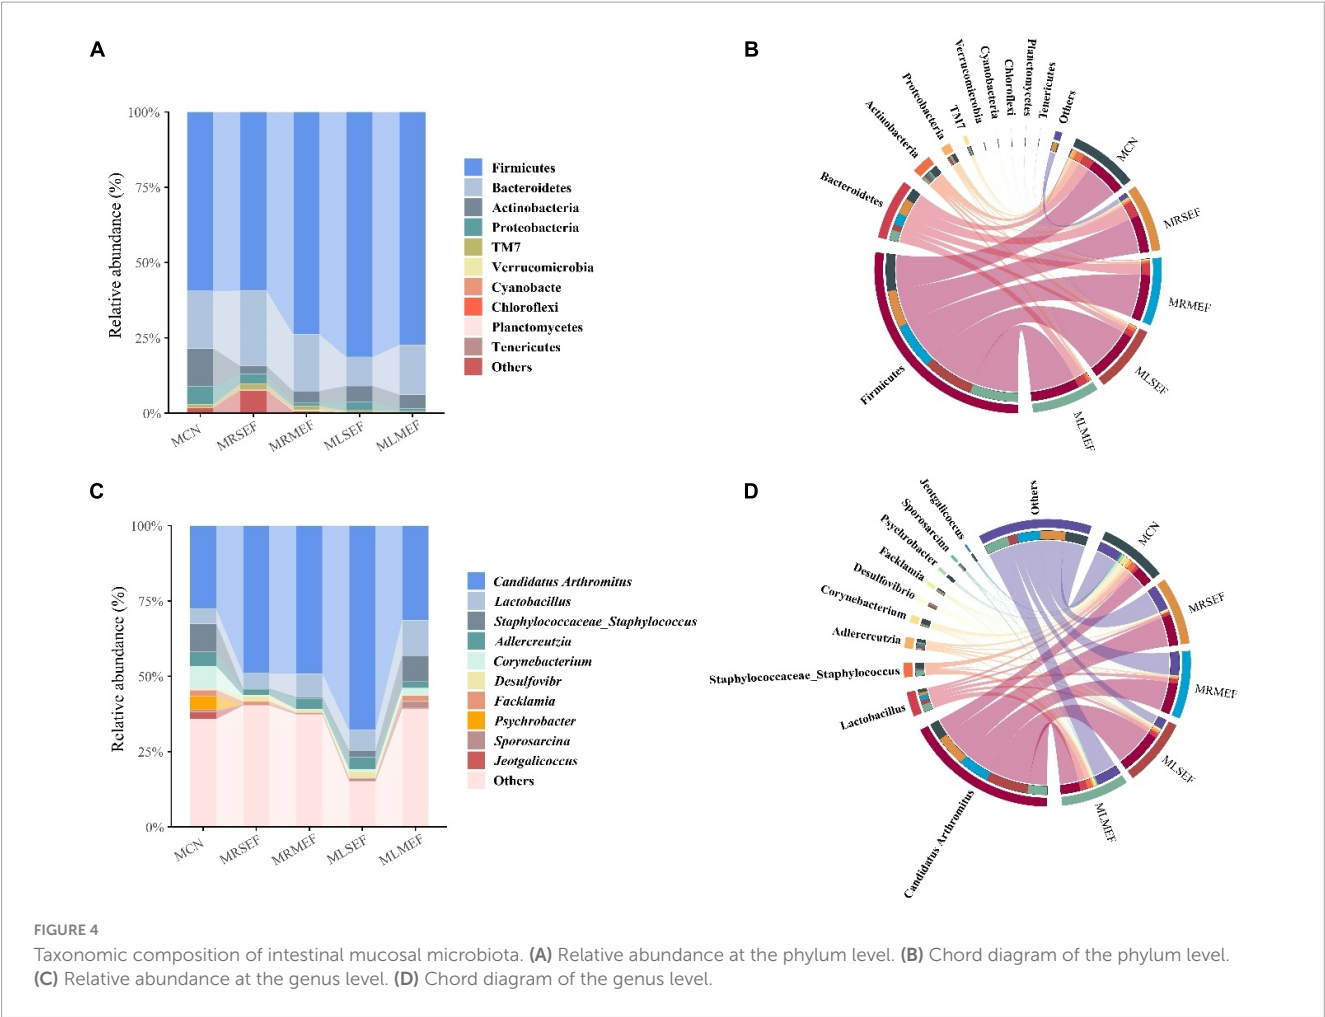 A
100%
75%
50%
25%
0%
Relative abundance (%)
MCN
MRSEF
MRMEF
MLSEF
MLMEF
Firmicutes
Bacteroidetes
Actinobacteria
Proteobacteria
TM7
Verrucomicrobia
Cyanobacte
Chloroflexi
Planctomycetes
Tenericutes
Others
B
Firmicutes
Bacteroidetes
Actinobacteria
Proteobacteria
TM7
Verrucomicrobia
Cyanobacteria
Chloroflexi
Planctomycetes
Tenericutes
Others
MCN
MRSEF
MRMEF
MLSEF
MLMEF
C
100%
75%
50%
25%
0%
Relative abundance (%)
MCN
MRSEF
MRMEF
MLSEF
MLMEF
Candidatus Arthromitus
Lactobacillus
Staphylococcaceae_Staphylococcus
Adlercreutzia
Corynebacterium
Desulfovibr
Facklamia
Psychrobacter
Sporosarcina
Jeotgalicoccus
Others
D
Candidatus Arthromitus
Lactobacillus
Staphylococcaceae_Staphylococcus
Adlercreutzia
Corynebacterium
Desulfovibrio
Facklamia
Psychrobacter
Sporosarcina
Jeotgalicoccus
Others
MCN
MRSEF
MRMEF
MLSEF
MLMEF
FIGURE 4
Taxonomic composition of intestinal mucosal microbiota. (A) Relative abundance at the phylum level. (B) Chord diagram of the phylum level.
(C) Relative abundance at the genus level. (D) Chord diagram of the genus level.